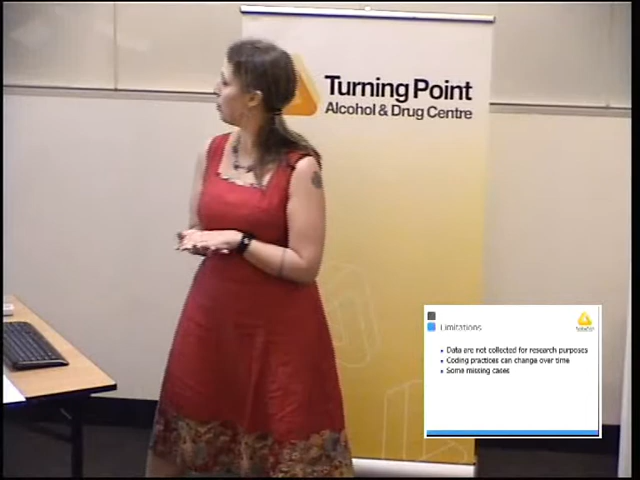 Turning Point
Alcohol & Drug Centre
Limitations
Data are not collected for research purposes
Coding practices can change over time
Some missing cases